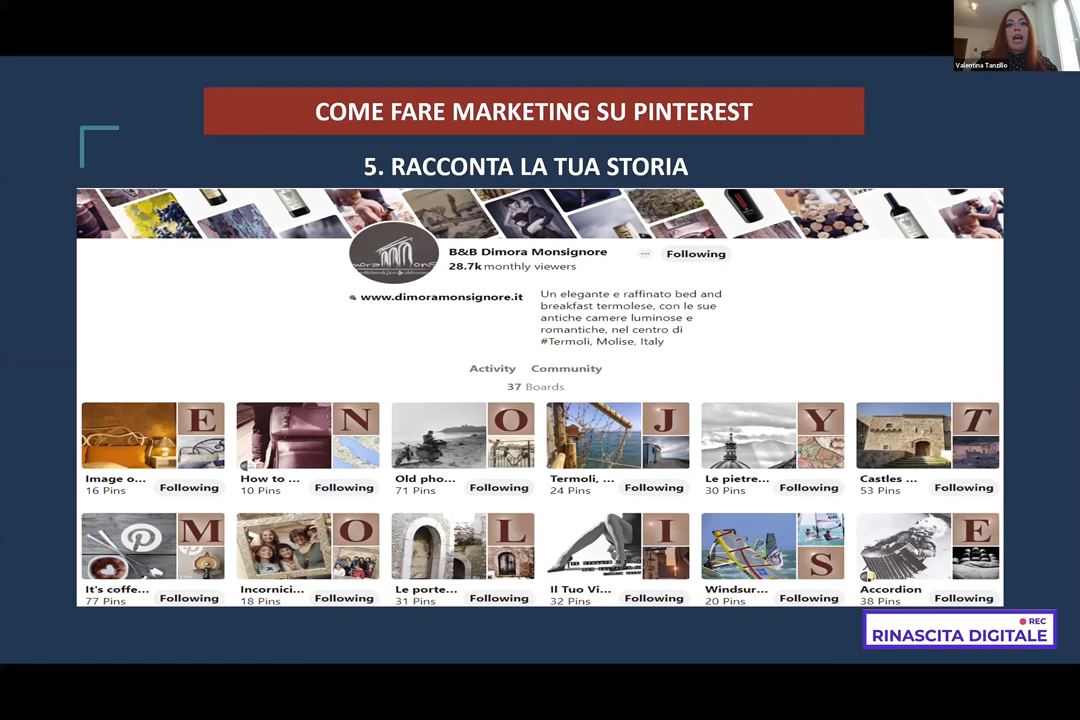 Valentina Tanzillo
COME FARE MARKETING SU PINTEREST
5. RACCONTA LA TUA STORIA
B&B Dimora Monsignore
... Following
28.7k monthly viewers
www.dimoramonsignore.it
Un elegante e raffinato bed and
breakfast termolese, con le sue
antiche camere luminose e
romantiche, nel centro di
#Termoli, Molise, Italy
Activity Community
37 Boards
E N O J Y T
Image o... How to ... Old pho... Termoli, ... Le pietre... Castles ...
16 Pins Following 10 Pins Following 71 Pins Following 24 Pins Following 30 Pins Following 53 Pins Following
M O L I S E
It's coffe... Incornici... Le porte... Il Tuo Vi... Windsur... Accordion
77 Pins Following 18 Pins Following 31 Pins Following 32 Pins Following 20 Pins Following 38 Pins Following
REC
RINASCITA DIGITALE